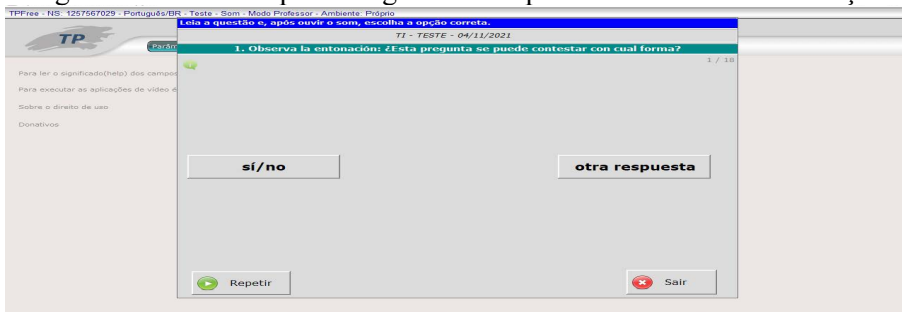 TPFree - NS: 1257567029 - Português/BR - Teste - Som - Modo Professor - Ambiente: Próprio
Leia a questão e, após ouvir o som, escolha a opção correta.
TP
TI - TESTE - 04/11/2021
Parâm
1. Observa la entonación: ¿Esta pregunta se puede contestar con cual forma?
1 / 18
Para ler o significado(help) dos campos
Para executar as aplicações de vídeo é
Sobre o direito de uso
Donativos
sí/no
otra respuesta
Repetir
Sair